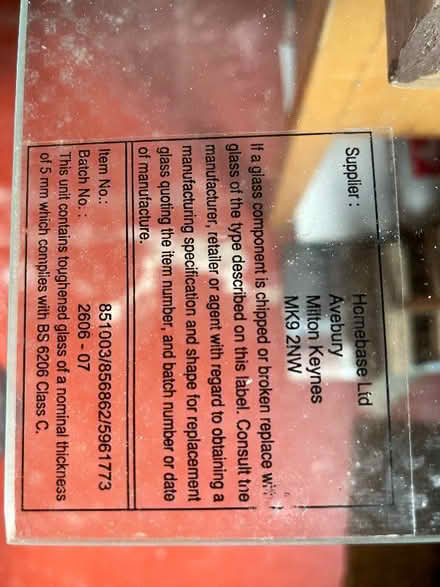 Supplier : Homebase Ltd
Avebury
Milton Keynes
MK9 2NW
If a glass component is chipped or broken replace
glass of the type described on this label. Consult the
manufacturer, retailer or agent with regard to obtaining a
manufacturing specification and shape for replacement
glass quoting the item number, and batch number or date
of manufacture.
Item No.: 851003/856862/5961773
Batch No. : 2606 - 07
This unit contains toughened glass of a nominal thickness
of 5 mm which complies with BS 6206 Class C.